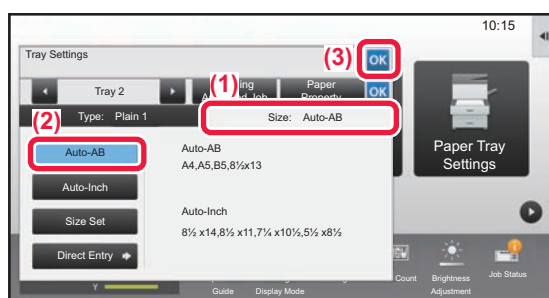 10:15
Tray Settings
(3)
OK
(1)
Tray 2
Paper
Property
OK
(2)
Type: Plain 1
Size: Auto-AB
Auto-AB
Auto-AB
A4,A5,B5,8½x13
Auto-Inch
Auto-Inch
8½ x14,8½ x11,7¼ x10½,5½ x8½
Size Set
Direct Entry
Paper Tray
Settings
Y
Guide
Display Mode
Count
Brightness
Adjustment
Job Status